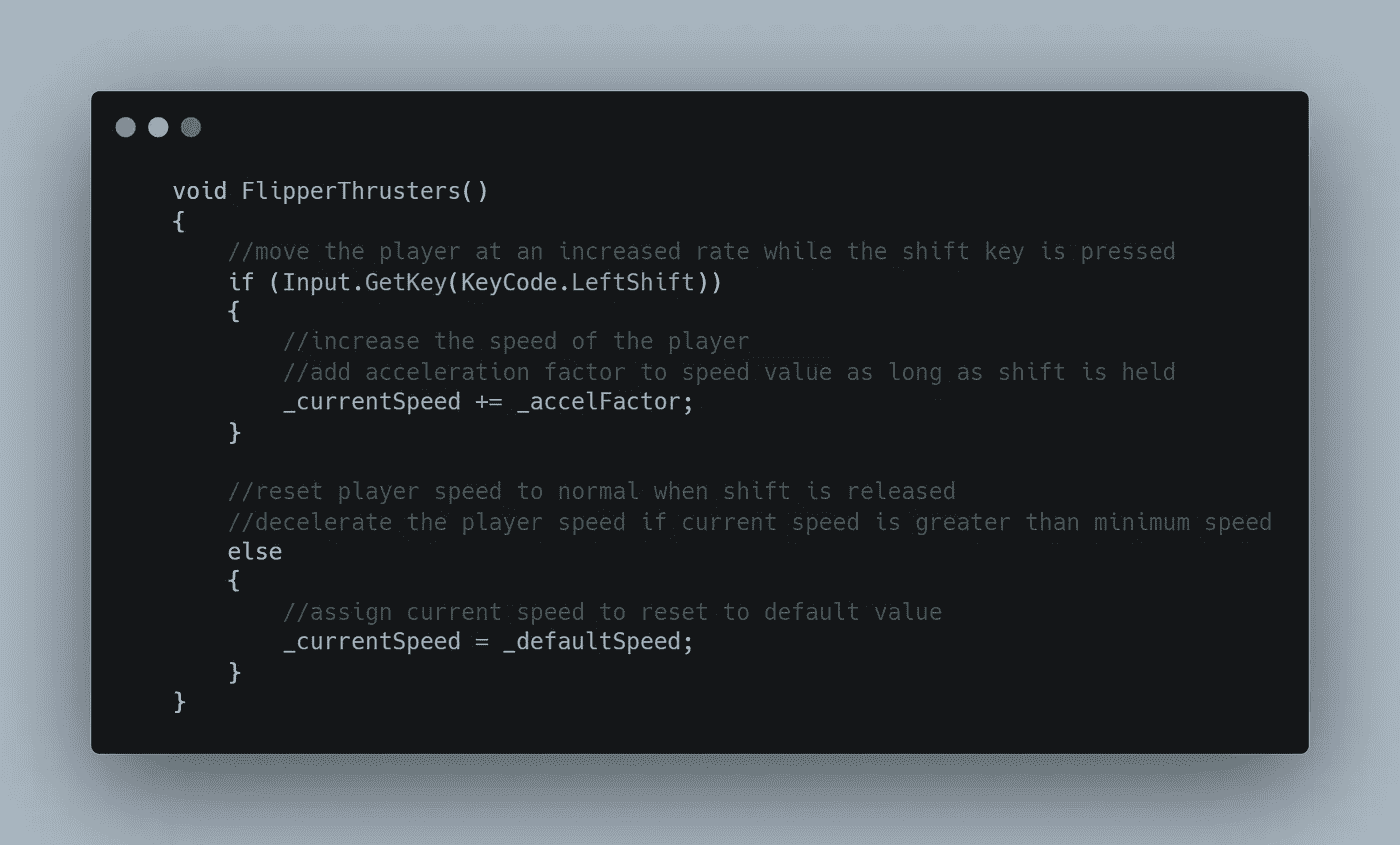 void FlipperThrusters()
{
    //move the player at an increased rate while the shift key is pressed
    if (Input.GetKey(KeyCode.LeftShift))
    {
        //increase the speed of the player
        //add acceleration factor to speed value as long as shift is held
        _currentSpeed += _accelFactor;
    }

    //reset player speed to normal when shift is released
    //decelerate the player speed if current speed is greater than minimum speed
    else
    {
        //assign current speed to reset to default value
        _currentSpeed = _defaultSpeed;
    }
}